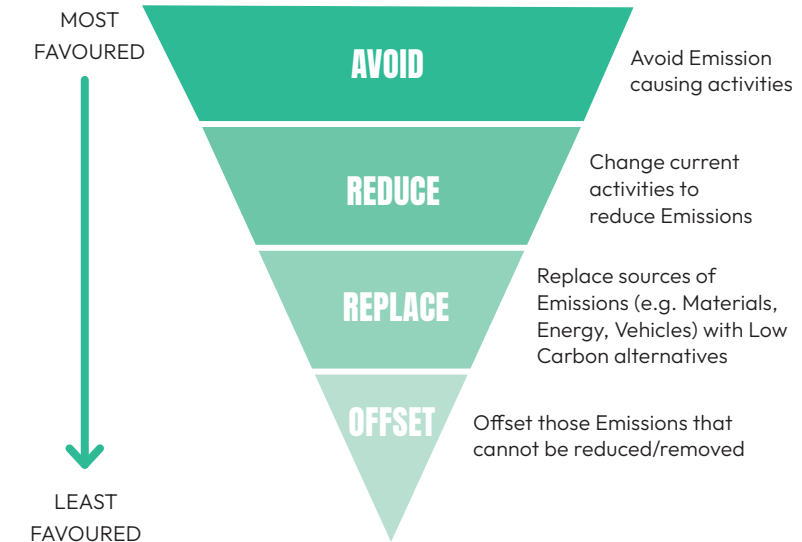 MOST
FAVOURED
AVOID
Avoid Emission
causing activities
REDUCE
Change current
activities to
reduce Emissions
REPLACE
Replace sources of
Emissions (e.g. Materials,
Energy, Vehicles) with Low
Carbon alternatives
OFFSET
Offset those Emissions that
cannot be reduced/removed
LEAST
FAVOURED